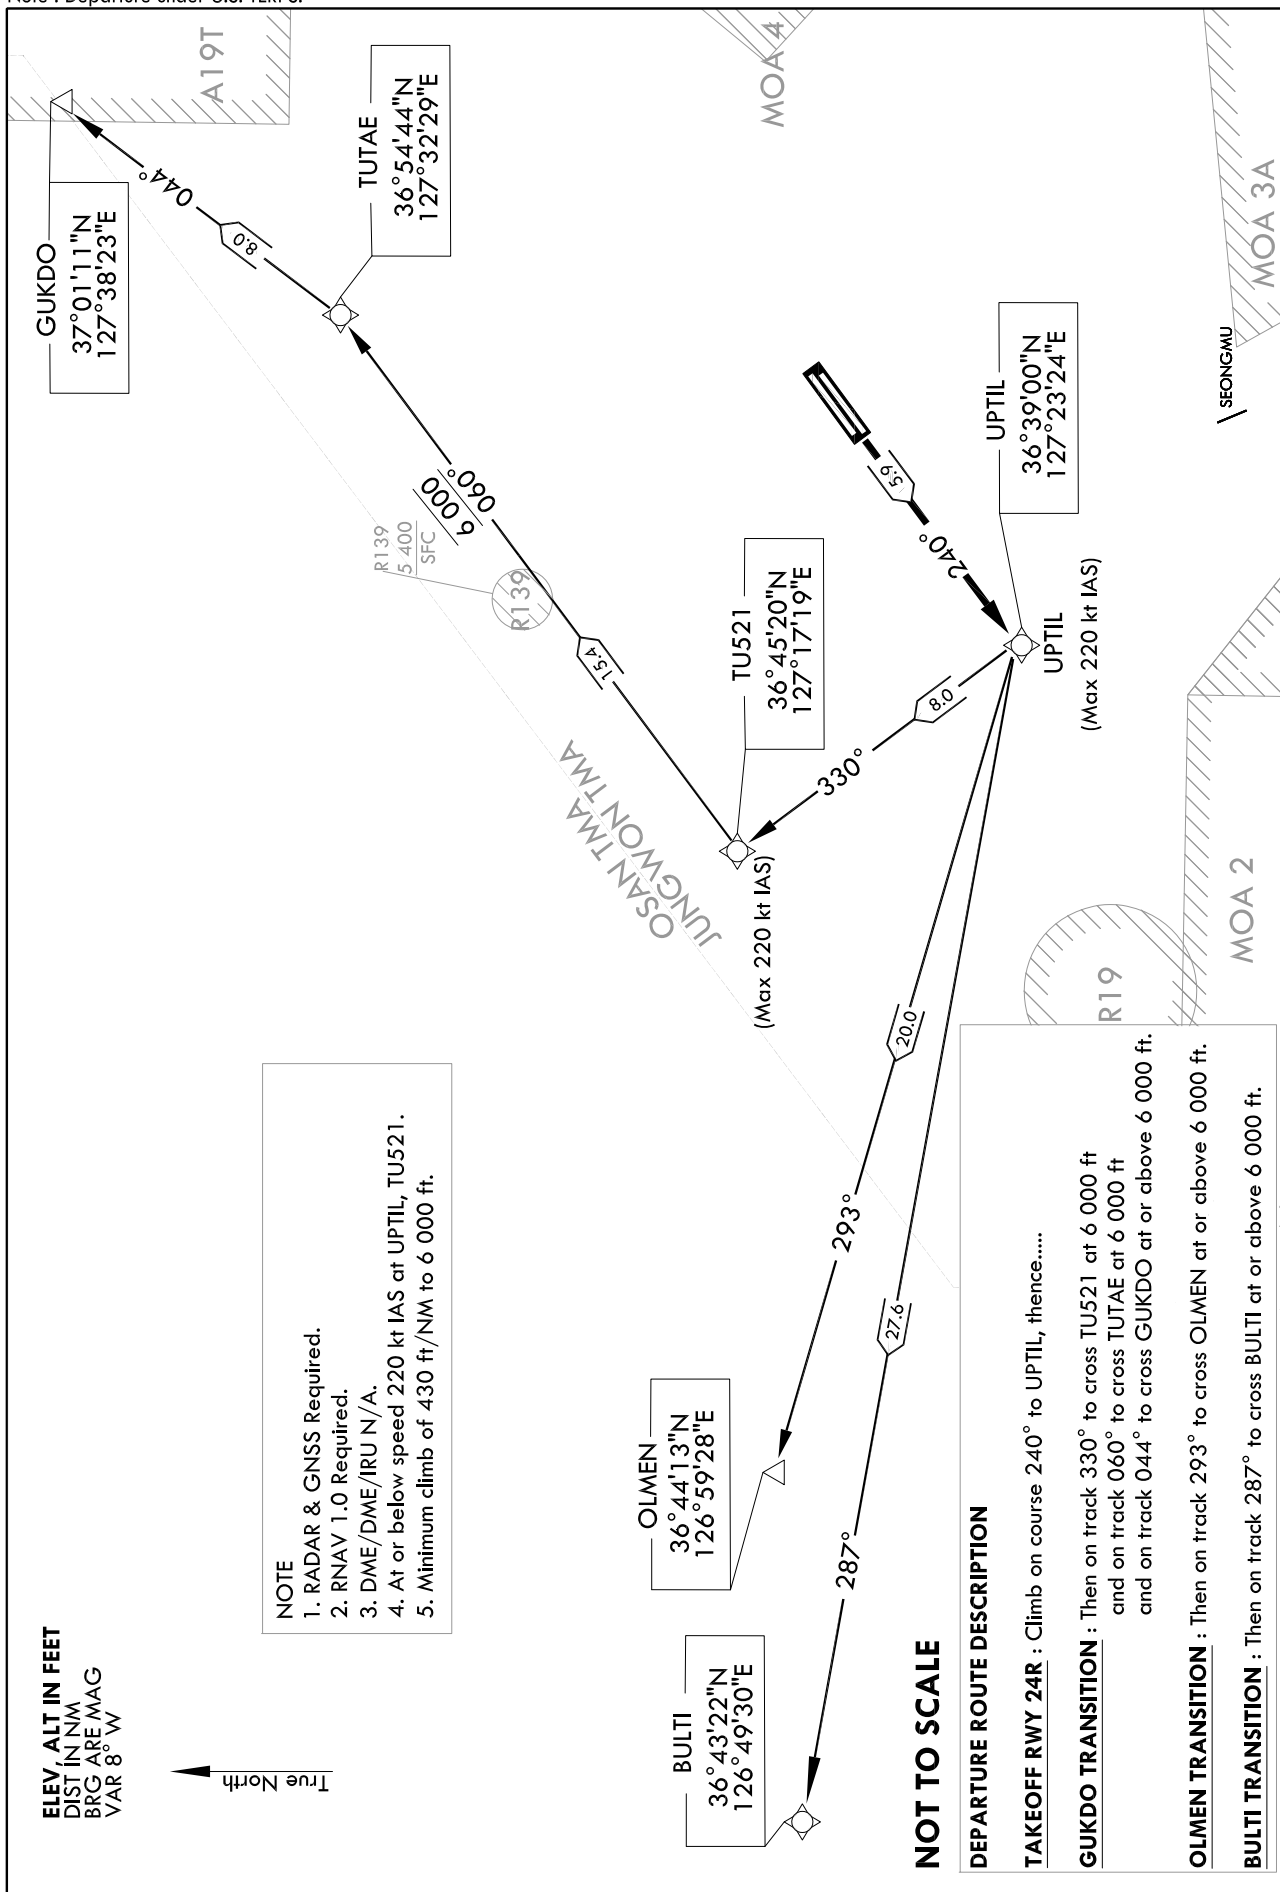 ELEV, ALT IN FEET
DIST IN NM
BRG ARE MAG
VAR 8° W
True North
NOTE
1. RADAR & GNSS Required.
2. RNAV 1.0 Required.
3. DME/DME/IRU N/A.
4. At or below speed 220 kt IAS at UPTIL, TU521.
5. Minimum climb of 430 ft/NM to 6 000 ft.
GUKDO
37°01'11"N
127°38'23"E
A19T
044°
8.0
TUTAE
36°54'44"N
127°32'29"E
6 000
060°
R139
5 400
SFC
R139
15.4
OSAN TMA
JUNGWON TMA
TU521
36°45'20"N
127°17'19"E
(Max 220 kt IAS)
330°
8.0
MOA 4
5.9
240°
UPTIL
36°39'00"N
127°23'24"E
UPTIL
(Max 220 kt IAS)
SEONGMU
MOA 3A
MOA 2
R19
20.0
293°
27.6
287°
OLMEN
36°44'13"N
126°59'28"E
BULTI
36°43'22"N
126°49'30"E
NOT TO SCALE
DEPARTURE ROUTE DESCRIPTION
TAKEOFF RWY 24R : Climb on course 240° to UPTIL, thence.....
GUKDO TRANSITION : Then on track 330° to cross TU521 at 6 000 ft
and on track 060° to cross TUTAE at 6 000 ft
and on track 044° to cross GUKDO at or above 6 000 ft.
OLMEN TRANSITION : Then on track 293° to cross OLMEN at or above 6 000 ft.
BULTI TRANSITION : Then on track 287° to cross BULTI at or above 6 000 ft.